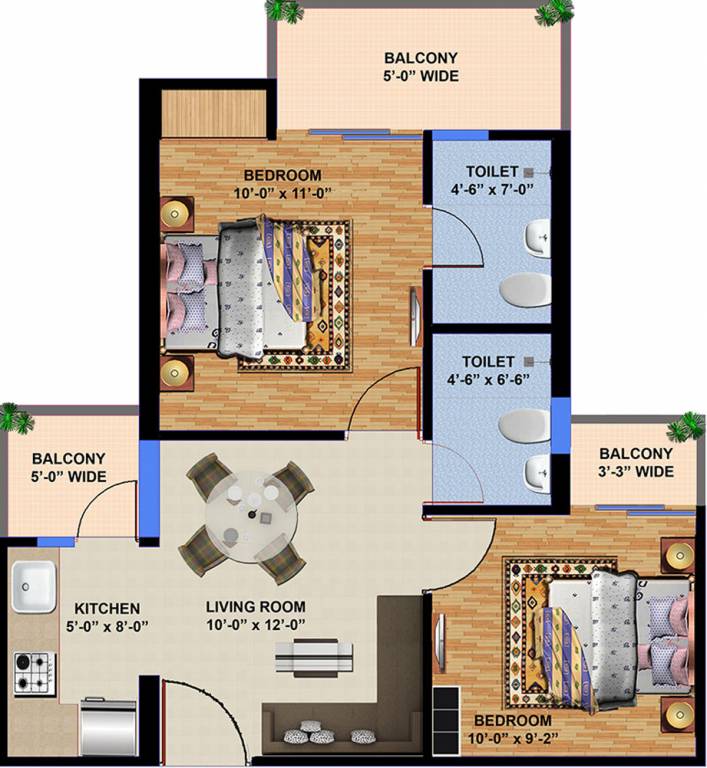 BALCONY
5'-0" WIDE
BEDROOM
10'-0" x 11'-0"
TOILET
4'-6" x 7'-0"
TOILET
4'-6" x 6'-6"
BALCONY
5'-0" WIDE
BALCONY
3'-3" WIDE
KITCHEN
5'-0" x 8'-0"
LIVING ROOM
10'-0" x 12'-0"
BEDROOM
10'-0" x 9'-2"